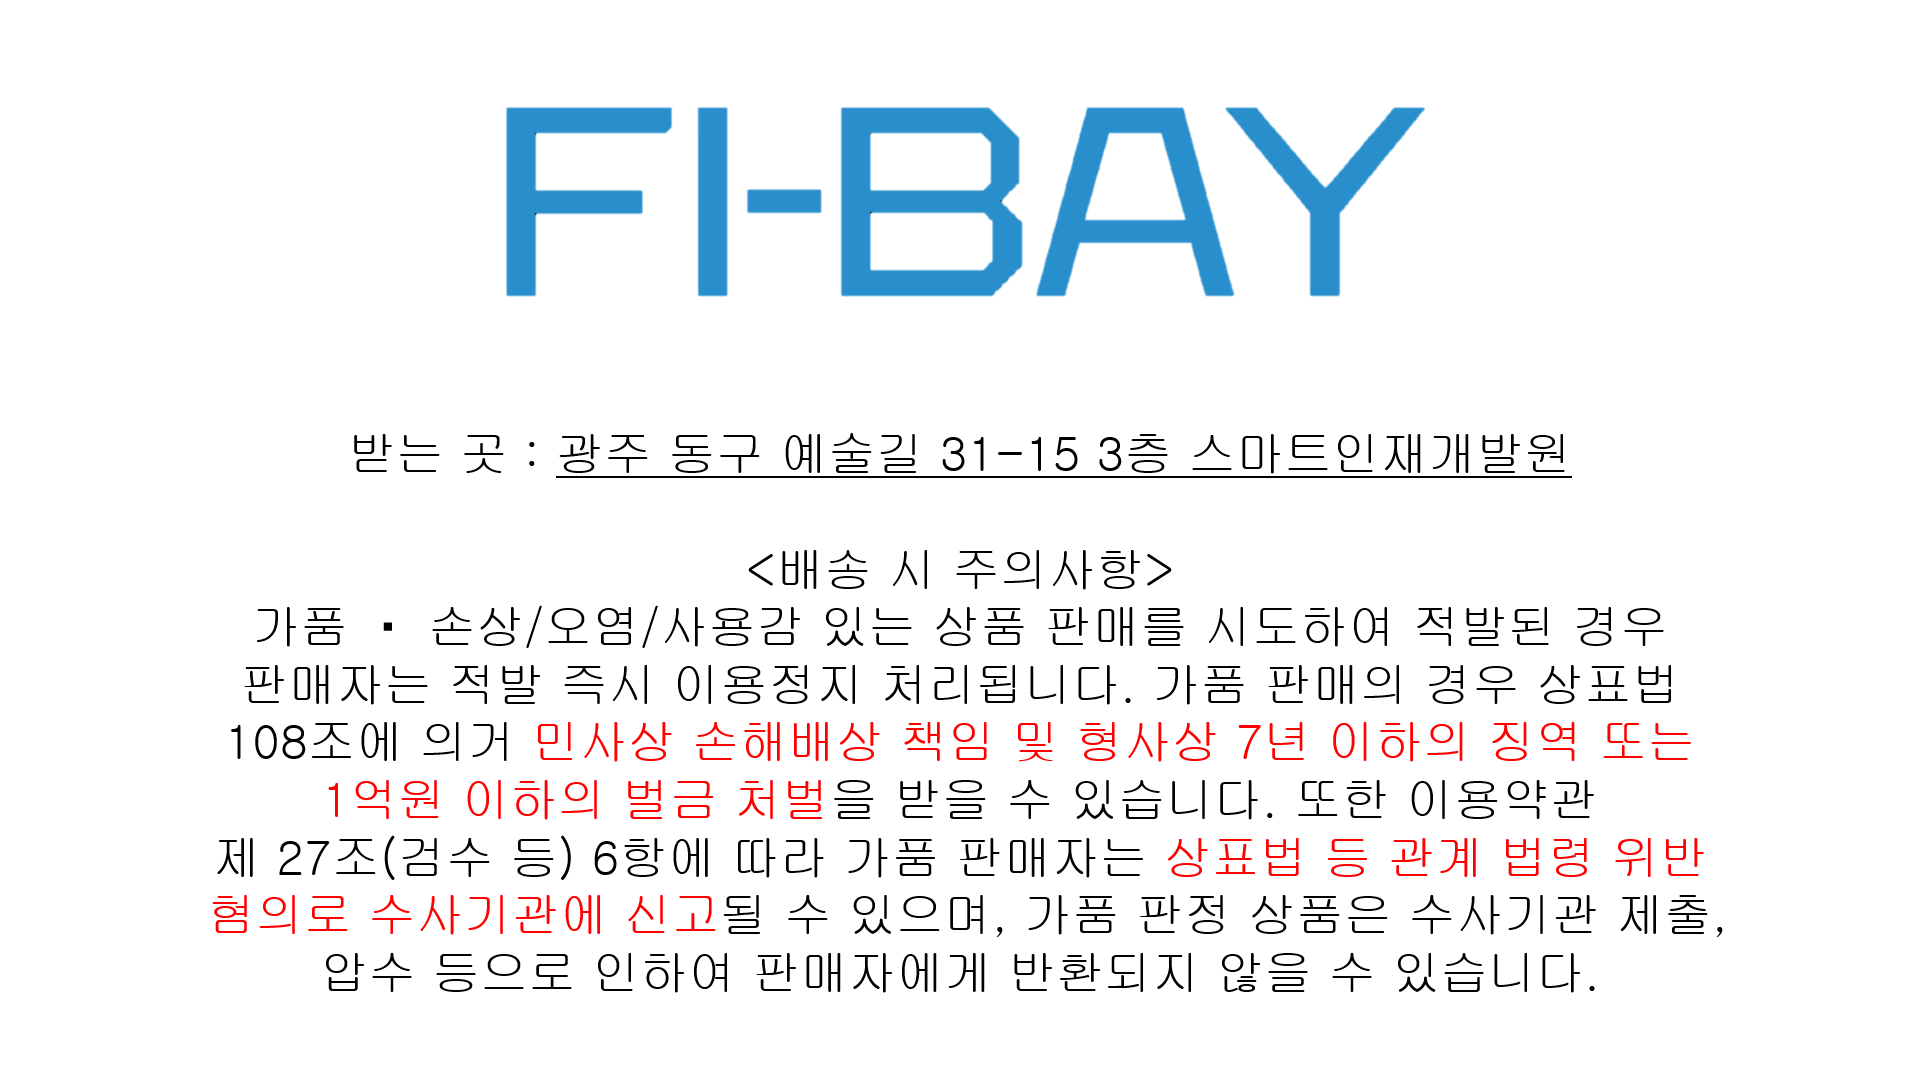 FI-BAY
받는 곳 : 광주 동구 예술길 31-15 3층 스마트인재개발원
<배송 시 주의사항>
가품 · 손상/오염/사용감 있는 상품 판매를 시도하여 적발된 경우
판매자는 적발 즉시 이용정지 처리됩니다. 가품 판매의 경우 상표법
108조에 의거 민사상 손해배상 책임 및 형사상 7년 이하의 징역 또는
1억원 이하의 벌금 처벌을 받을 수 있습니다. 또한 이용약관
제 27조(검수 등) 6항에 따라 가품 판매자는 상표법 등 관계 법령 위반
혐의로 수사기관에 신고될 수 있으며, 가품 판정 상품은 수사기관 제출,
압수 등으로 인하여 판매자에게 반환되지 않을 수 있습니다.